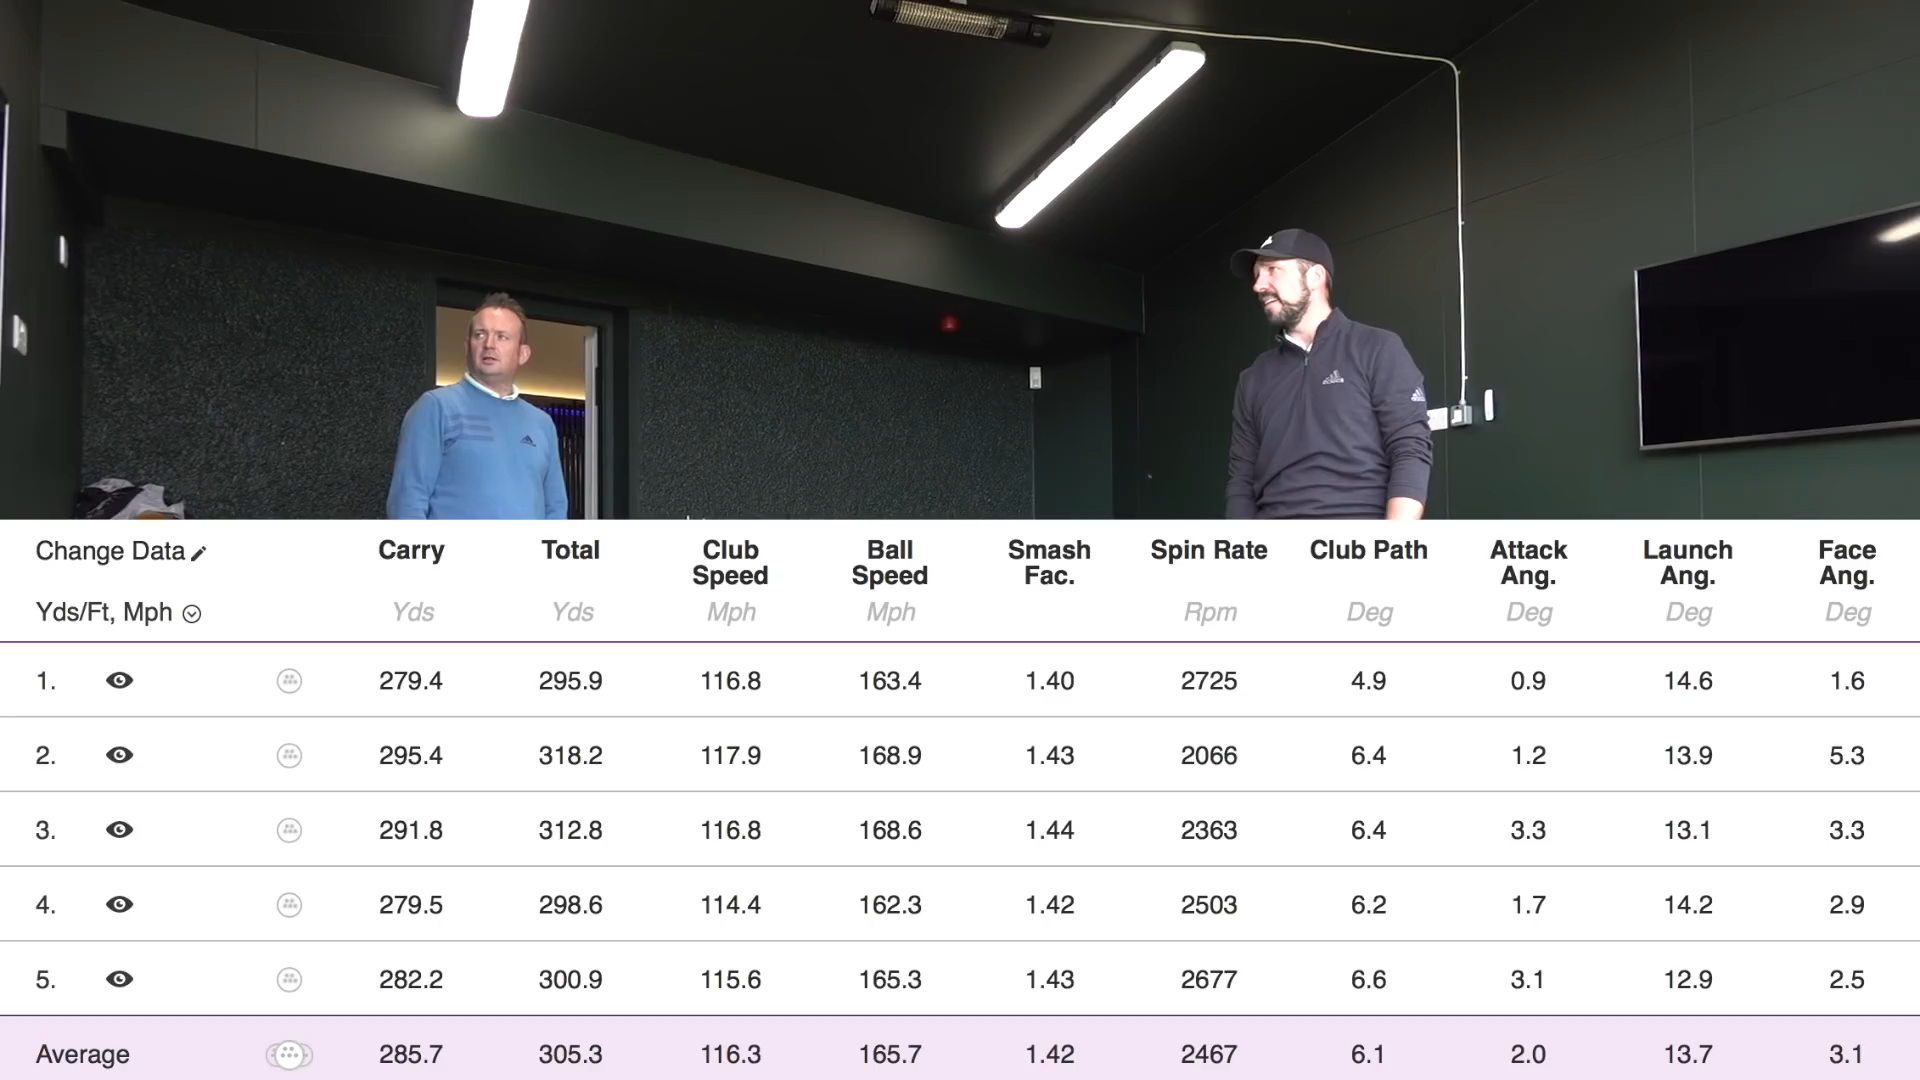 Change Data Carry Total Club Speed Ball Speed Smash Fac. Spin Rate Club Path Attack Ang. Launch Ang. Face Ang.
Yds/Ft, Mph Yds Yds Mph Mph Rpm Deg Deg Deg Deg
1. 279.4 295.9 116.8 163.4 1.40 2725 4.9 0.9 14.6 1.6
2. 295.4 318.2 117.9 168.9 1.43 2066 6.4 1.2 13.9 5.3
3. 291.8 312.8 116.8 168.6 1.44 2363 6.4 3.3 13.1 3.3
4. 279.5 298.6 114.4 162.3 1.42 2503 6.2 1.7 14.2 2.9
5. 282.2 300.9 115.6 165.3 1.43 2677 6.6 3.1 12.9 2.5
Average 285.7 305.3 116.3 165.7 1.42 2467 6.1 2.0 13.7 3.1